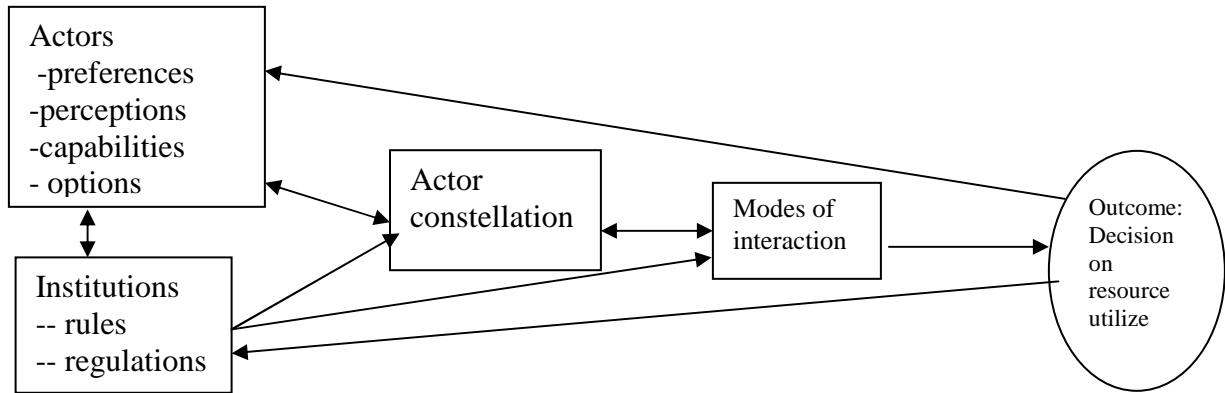 Actors
-preferences
-perceptions
-capabilities
- options
Actor
constellation
Modes of
interaction
Outcome:
Decision
on
resource
utilize
Institutions
-- rules
-- regulations